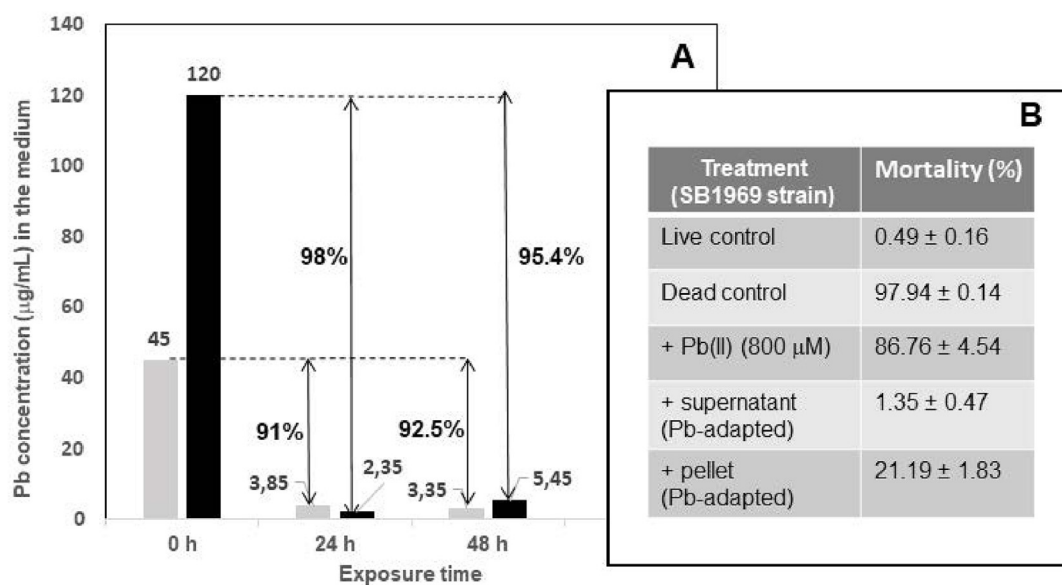 A
Pb concentration (μg/mL) in the medium
140
120
100
80
60
40
20
0
45
120
91%
98%
92.5%
95.4%
3,85
2,35
3,35
5,45
0 h
24 h
48 h
Exposure time
B
Treatment
(SB1969 strain)
Mortality (%)
Live control
0.49 ± 0.16
Dead control
97.94 ± 0.14
+ Pb(II) (800 μM)
86.76 ± 4.54
+ supernatant
(Pb-adapted)
1.35 ± 0.47
+ pellet
(Pb-adapted)
21.19 ± 1.83